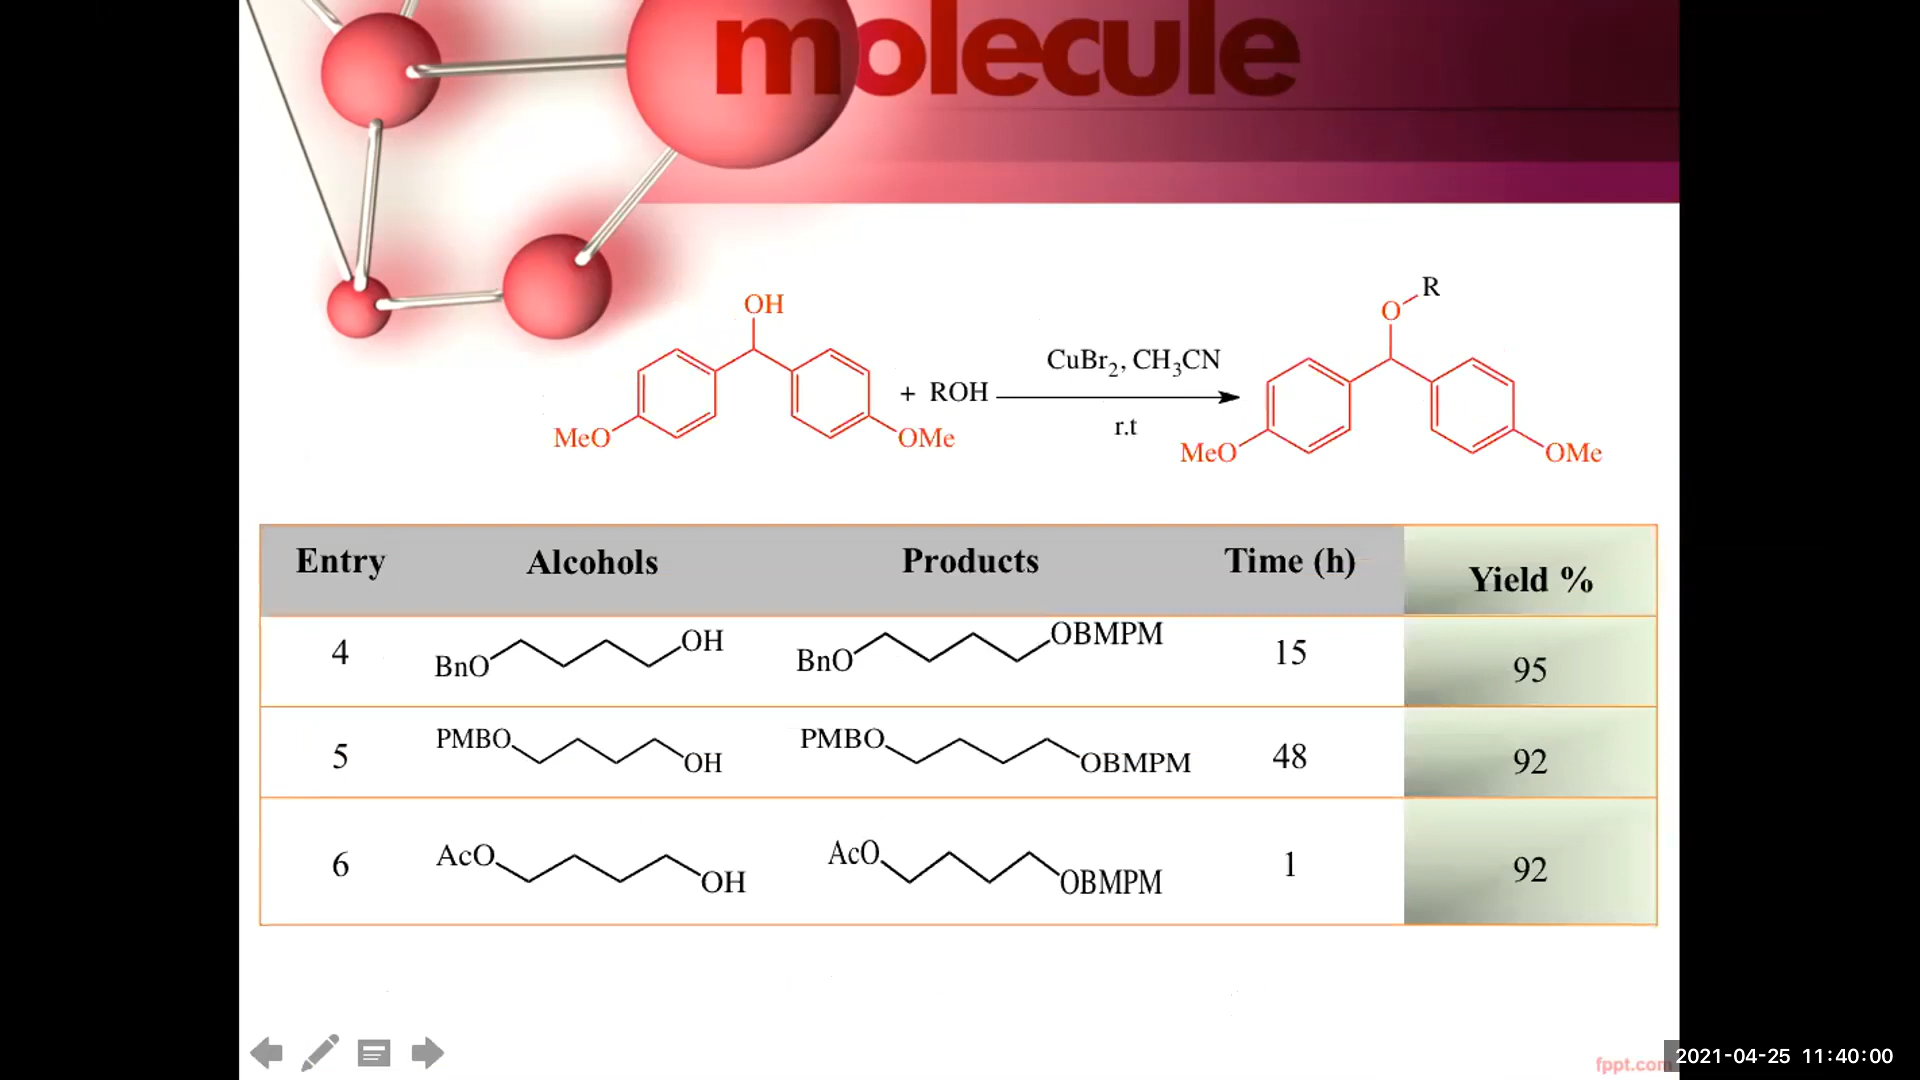 molecule
OH
MeO
OMe
+ ROH
CuBr2, CH3CN
r.t
O
R
MeO
OMe
Entry Alcohols Products Time (h) Yield %
4 BnO OH BnO OBMPM 15 95
5 PMBO OH PMBO OBMPM 48 92
6 AcO OH AcO OBMPM 1 92
fppt.com
2021-04-25 11:40:00